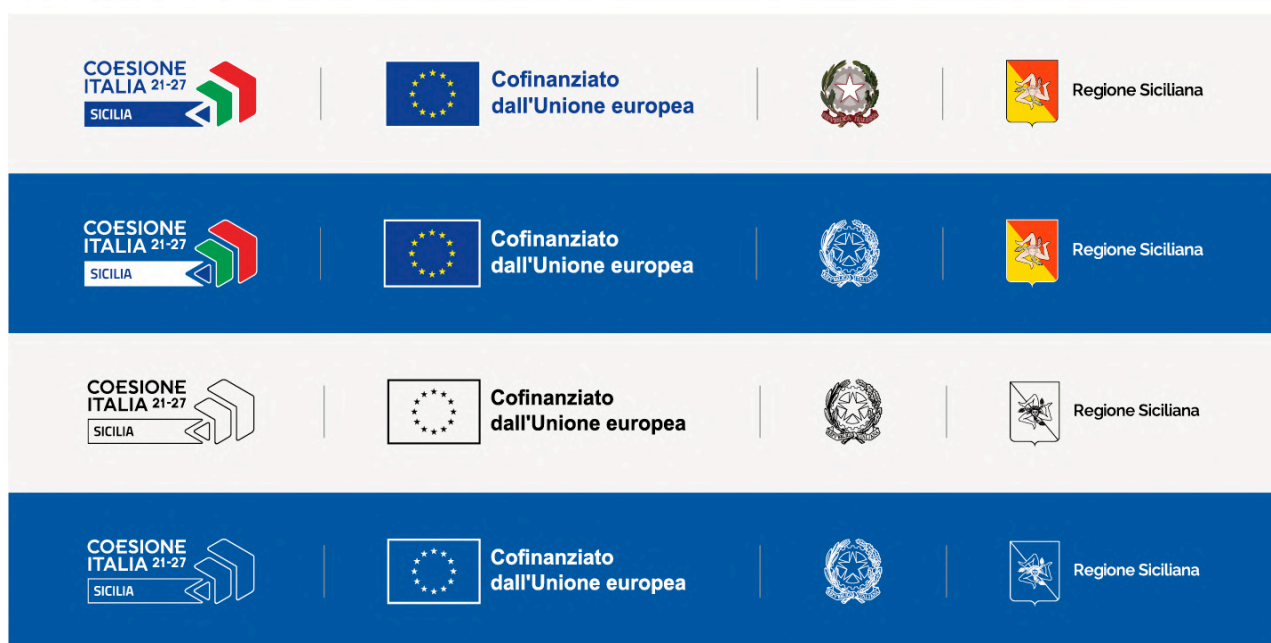 COESIONE
ITALIA 21-27
SICILIA
Cofinanziato
dall'Unione europea
Regione Siciliana
COESIONE
ITALIA 21-27
SICILIA
Cofinanziato
dall'Unione europea
Regione Siciliana
COESIONE
ITALIA 21-27
SICILIA
Cofinanziato
dall'Unione europea
Regione Siciliana
COESIONE
ITALIA 21-27
SICILIA
Cofinanziato
dall'Unione europea
Regione Siciliana